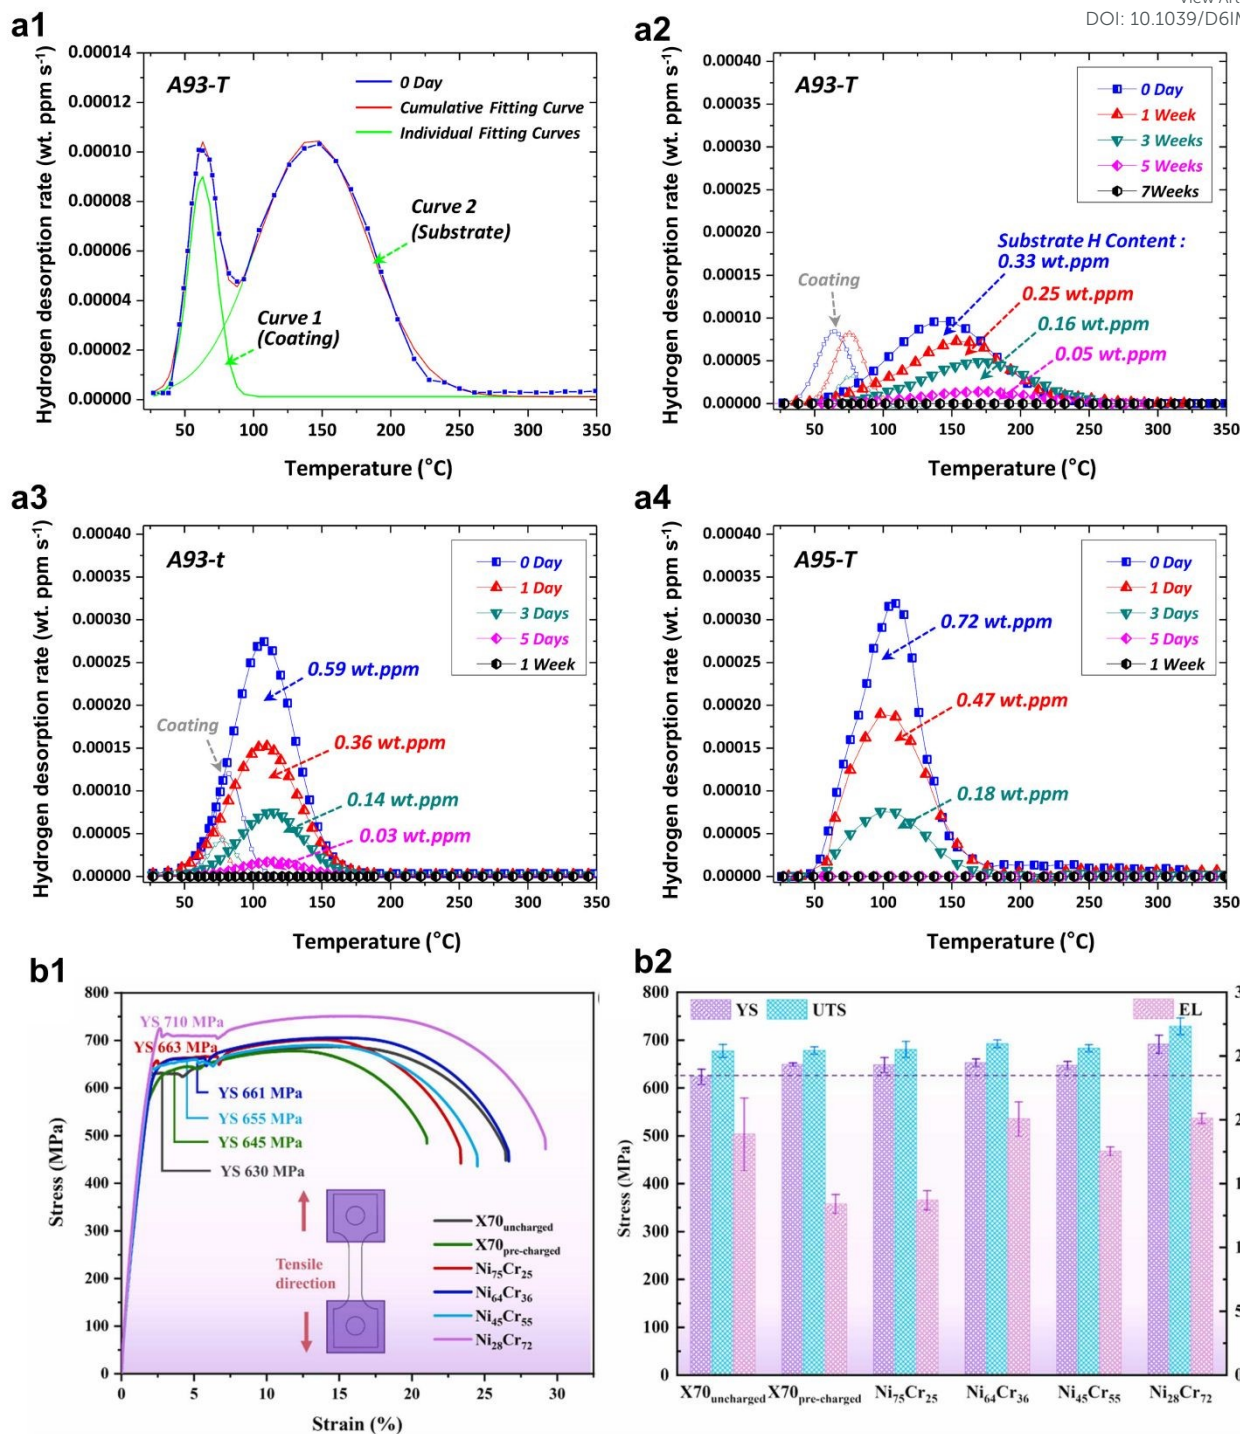 View Art
DOI: 10.1039/D6IM
a1
Hydrogen desorption rate (wt. ppm s⁻¹)
0.00014
0.00012
0.00010
0.00008
0.00006
0.00004
0.00002
0.00000
A93-T
0 Day
Cumulative Fitting Curve
Individual Fitting Curves
Curve 2
(Substrate)
Curve 1
(Coating)
50 100 150 200 250 300 350
Temperature (°C)
a2
Hydrogen desorption rate (wt. ppm s⁻¹)
0.00040
0.00035
0.00030
0.00025
0.00020
0.00015
0.00010
0.00005
0.00000
A93-T
0 Day
1 Week
3 Weeks
5 Weeks
7Weeks
Substrate H Content :
0.33 wt.ppm
Coating
0.25 wt.ppm
0.16 wt.ppm
0.05 wt.ppm
50 100 150 200 250 300 350
Temperature (°C)
a3
Hydrogen desorption rate (wt. ppm s⁻¹)
0.00040
0.00035
0.00030
0.00025
0.00020
0.00015
0.00010
0.00005
0.00000
A93-t
0 Day
1 Day
3 Days
5 Days
1 Week
0.59 wt.ppm
Coating
0.36 wt.ppm
0.14 wt.ppm
0.03 wt.ppm
50 100 150 200 250 300 350
Temperature (°C)
a4
Hydrogen desorption rate (wt. ppm s⁻¹)
0.00040
0.00035
0.00030
0.00025
0.00020
0.00015
0.00010
0.00005
0.00000
A95-T
0 Day
1 Day
3 Days
5 Days
1 Week
0.72 wt.ppm
0.47 wt.ppm
0.18 wt.ppm
50 100 150 200 250 300 350
Temperature (°C)
b1
Stress (MPa)
800
700
600
500
400
300
200
100
0
YS 710 MPa
YS 663 MPa
YS 661 MPa
YS 655 MPa
YS 645 MPa
YS 630 MPa
Tensile
direction
X70uncharged
X70pre-charged
Ni₇₅Cr₂₅
Ni₆₄Cr₃₆
Ni₄₅Cr₅₅
Ni₂₈Cr₇₂
0 5 10 15 20 25 30
Strain (%)
b2
Stress (MPa)
800
700
600
500
400
300
200
100
0
YS UTS EL
3
2
2
1
1
5
0
X70uncharged X70pre-charged Ni₇₅Cr₂₅ Ni₆₄Cr₃₆ Ni₄₅Cr₅₅ Ni₂₈Cr₇₂